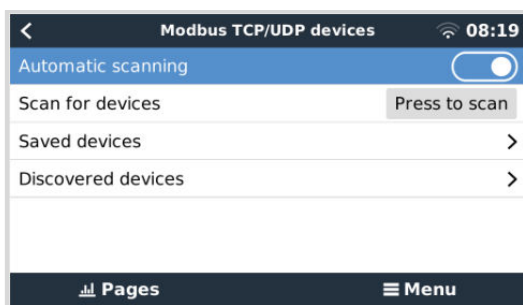 Modbus TCP/UDP devices 08:19
Automatic scanning
Scan for devices Press to scan
Saved devices
Discovered devices
Pages Menu